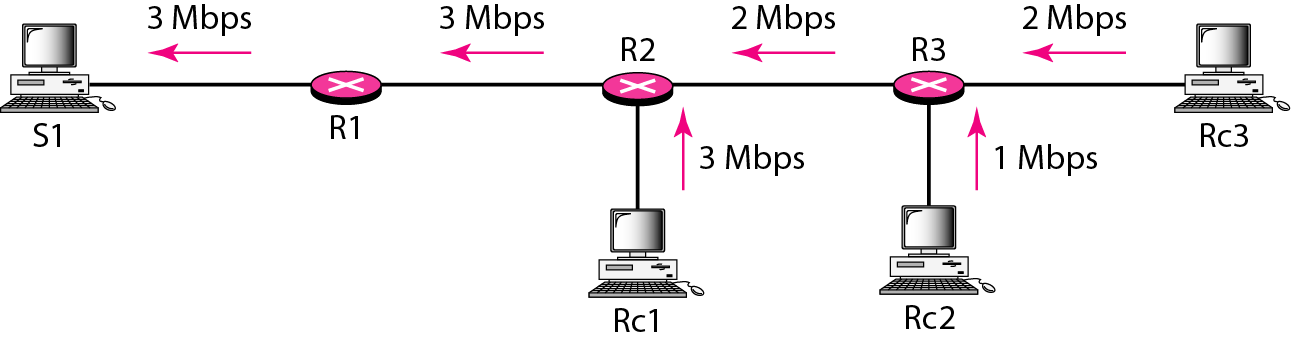 3 Mbps
3 Mbps
2 Mbps
2 Mbps
R2
R3
S1
R1
Rc3
3 Mbps
1 Mbps
Rc1
Rc2